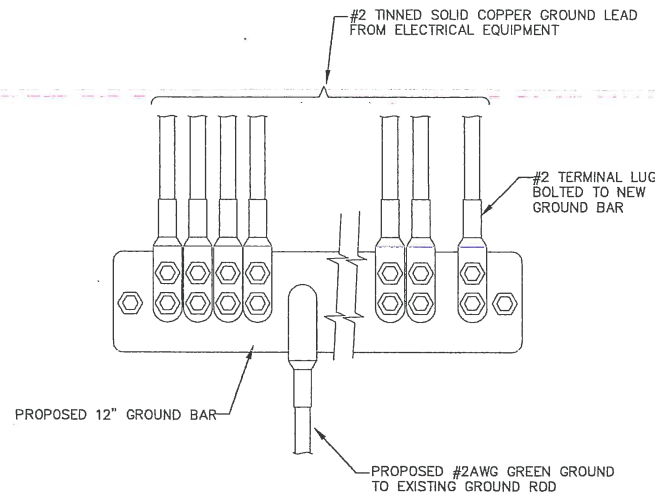 #2 TINNED SOLID COPPER GROUND LEAD
FROM ELECTRICAL EQUIPMENT
#2 TERMINAL LUG
BOLTED TO NEW
GROUND BAR
PROPOSED 12" GROUND BAR
PROPOSED #2AWG GREEN GROUND
TO EXISTING GROUND ROD